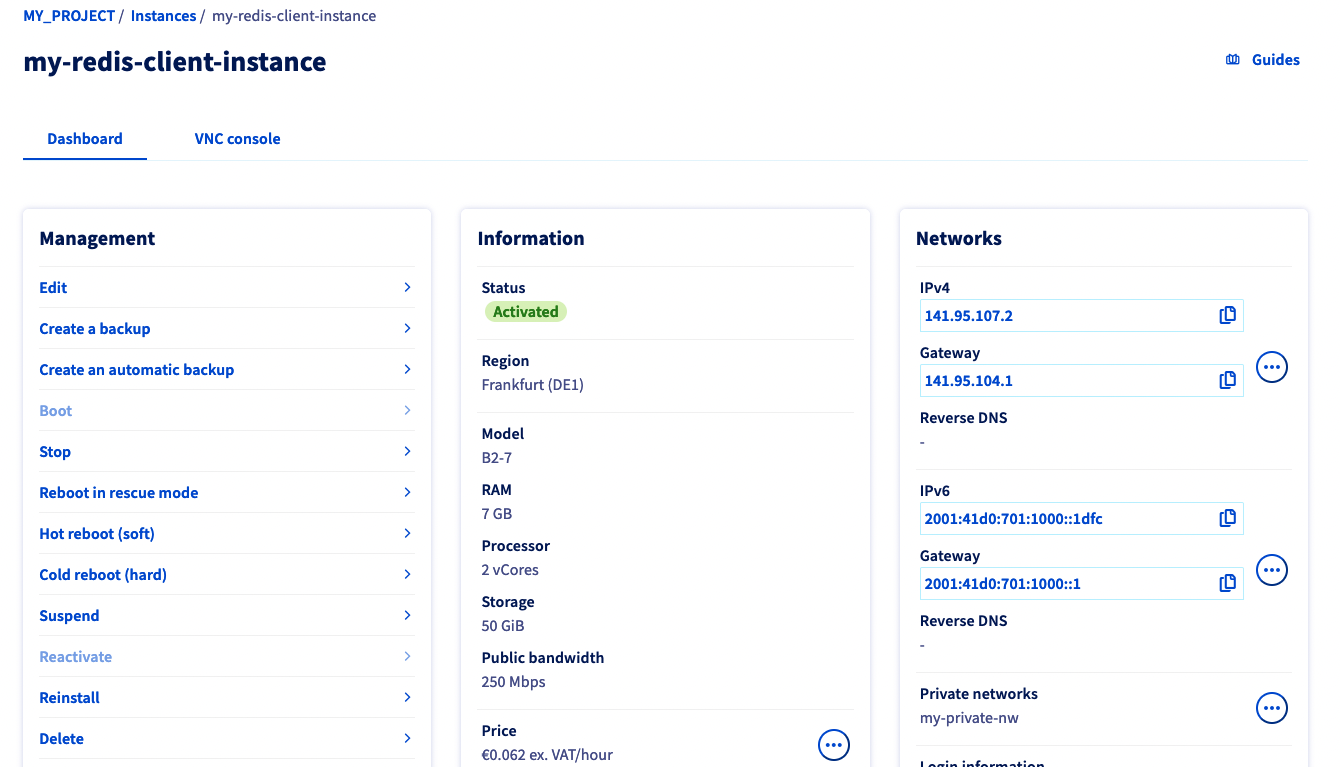 MY_PROJECT / Instances / my-redis-client-instance
my-redis-client-instance
Guides
Dashboard
VNC console
Management
Edit
Create a backup
Create an automatic backup
Boot
Stop
Reboot in rescue mode
Hot reboot (soft)
Cold reboot (hard)
Suspend
Reactivate
Reinstall
Delete
Information
Status
Activated
Region
Frankfurt (DE1)
Model
B2-7
RAM
7 GB
Processor
2 vCores
Storage
50 GiB
Public bandwidth
250 Mbps
Price
€0.062 ex. VAT/hour
Networks
IPv4
141.95.107.2
Gateway
141.95.104.1
Reverse DNS
-
IPv6
2001:41d0:701:1000::1dfc
Gateway
2001:41d0:701:1000::1
Reverse DNS
-
Private networks
my-private-nw
Login information